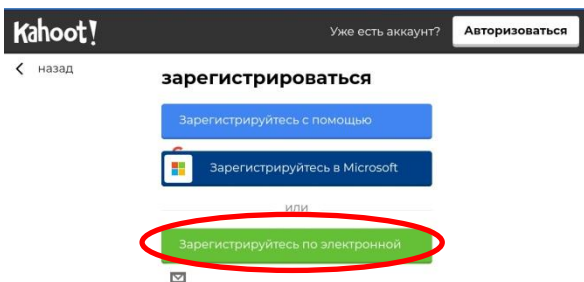 Kahoot!
Уже есть аккаунт?
Авторизоваться
назад
зарегистрироваться
Зарегистрируйтесь с помощью
Зарегистрируйтесь в Microsoft
или
Зарегистрируйтесь по электронной